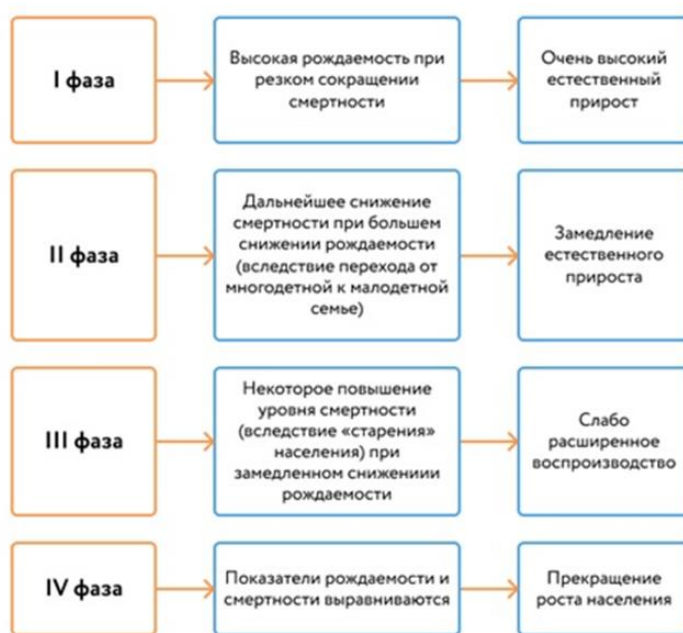 I фаза
Высокая рождаемость при
резком сокращении
смертности
Очень высокий
естественный
прирост
II фаза
Дальнейшее снижение
смертности при большем
снижении рождаемости
(вследствие перехода от
многодетной к малодетной
семье)
Замедление
естественного
прироста
III фаза
Некоторое повышение
уровня смертности
(вследствие «старения»
населения) при
замедленном снижениии
рождаемости
Слабо
расширенное
воспроизводство
IV фаза
Показатели рождаемости и
смертности выравниваются
Прекращение
роста населения